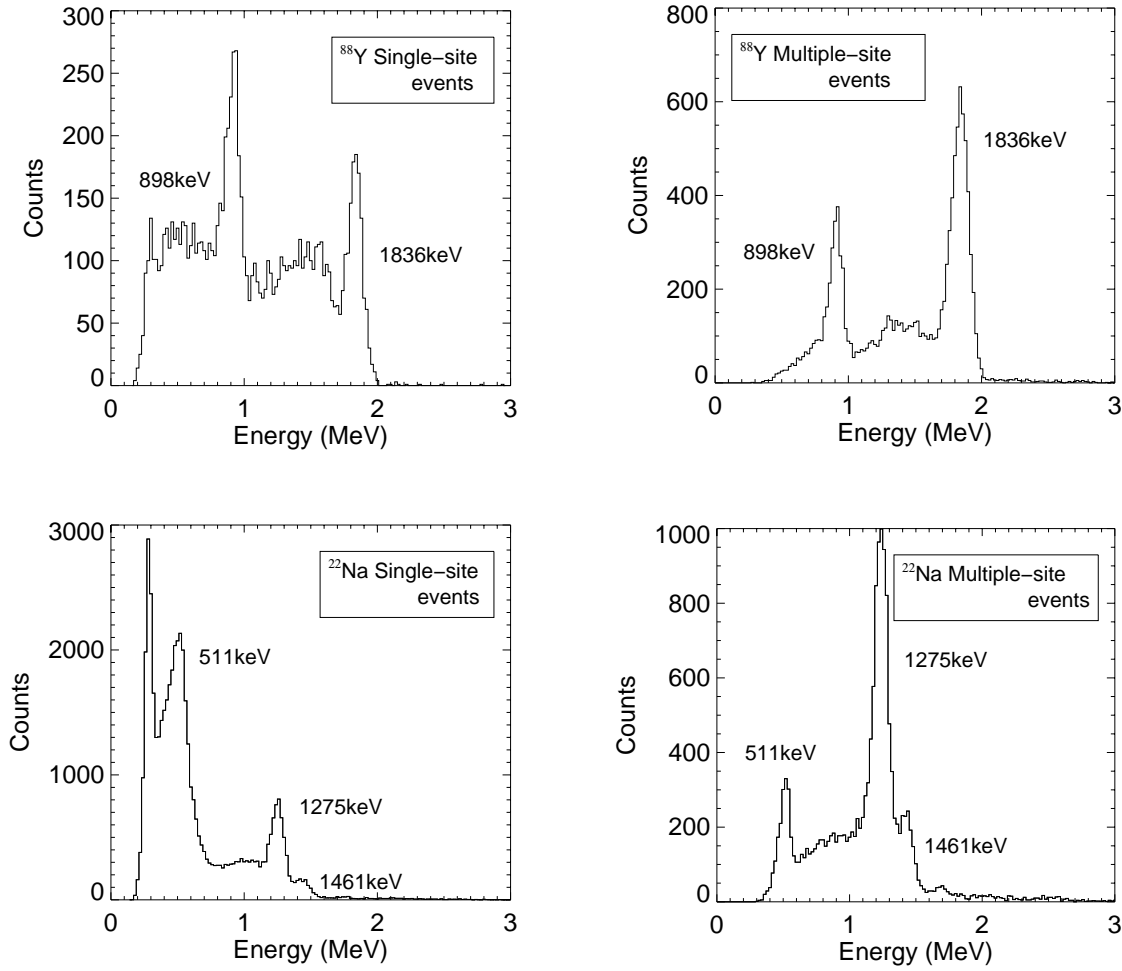 300
250
200
150
100
50
0
Counts
⁸⁸Y Single−site
events
898keV
1836keV
0
1
2
3
Energy (MeV)
800
600
400
200
0
Counts
⁸⁸Y Multiple−site
events
1836keV
898keV
0
1
2
3
Energy (MeV)
3000
2000
1000
0
Counts
²²Na Single−site
events
511keV
1275keV
1461keV
0
1
2
3
Energy (MeV)
1000
800
600
400
200
0
Counts
²²Na Multiple−site
events
1275keV
511keV
1461keV
0
1
2
3
Energy (MeV)